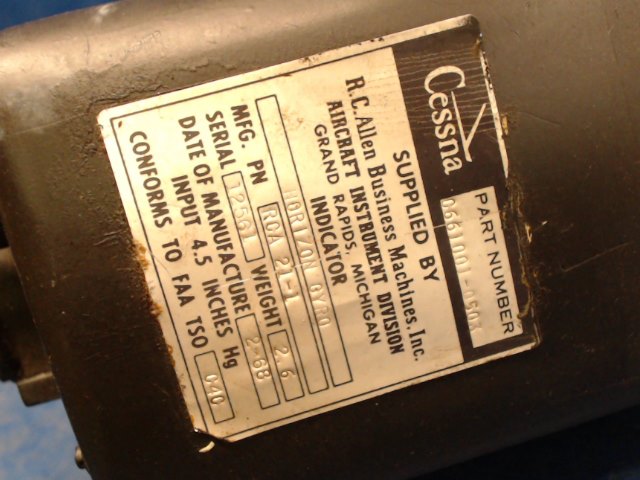 Cessna
PART NUMBER
0661001-0503
SUPPLIED BY
R.C.Allen Business Machines, Inc.
AIRCRAFT INSTRUMENT DIVISION
GRAND RAPIDS, MICHIGAN
INDICATOR
HORIZON GYRO
MFG. PN RCA 21-1 WEIGHT 2.6
SERIAL 12561
DATE OF MANUFACTURE 2-68
INPUT 4.5 INCHES Hg
CONFORMS TO FAA TSO C4C